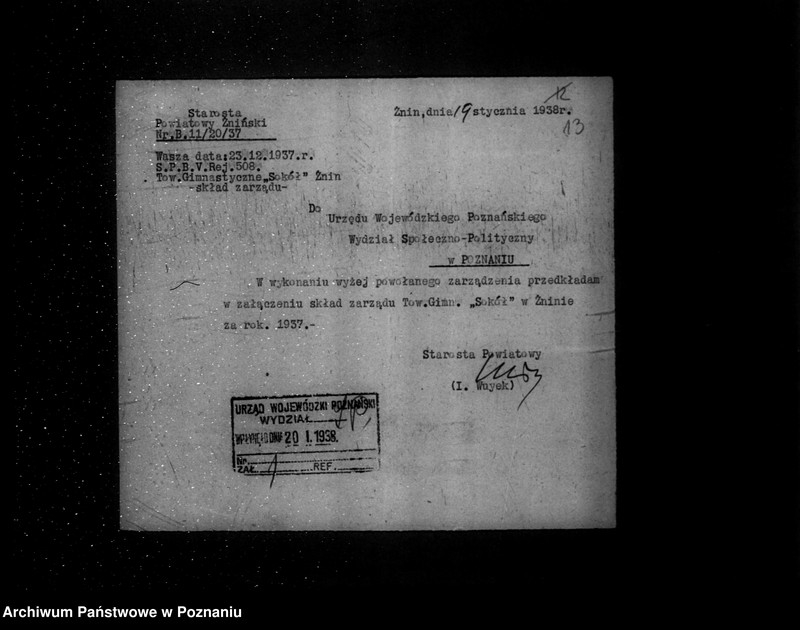 12
Starosta
Powiatowy Żniński
Nr.B.11/20/37
Żnin,dnia 19 stycznia 1938r.
13
Wasza data:23.12.1937.r.
S.P.B.V.Rej.508.
Tow.Gimnastyczne„Sokół" Żnin
-skład zarządu-
Do
Urzędu Wojewódzkiego Poznańskiego
Wydział Społeczno-Polityczny
w POZNANIU
W wykonaniu wyżej powołanego zarządzenia przedkładam
w załączeniu skład zarządu Tow.Gimn. „Sokół" w Żninie
za rok. 1937.-
Starosta Powiatowy
(I. Wuyek)
URZĄD WOJEWÓDZKI POZNAŃSKI
WYDZIAŁ
WPŁYNĘŁO DNIA 20 I. 1938.
Nr.
ZAŁ. 1 REF.
Archiwum Państwowe w Poznaniu